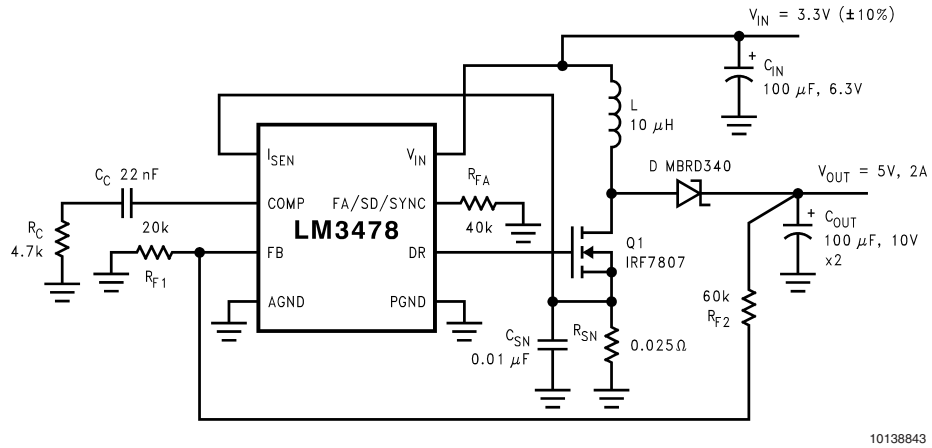 V_IN = 3.3V (±10%)
+
C_IN
100 μF, 6.3V
L
10 μH
D MBRD340
V_OUT = 5V, 2A
+
C_OUT
100 μF, 10V
x2
I_SEN
V_IN
C_C 22 nF
R_FA
COMP
FA/SD/SYNC
LM3478
40k
R_C
4.7k
20k
R_F1
FB
DR
Q1
IRF7807
AGND
PGND
60k
R_F2
C_SN
0.01 μF
R_SN
0.025Ω
10138843